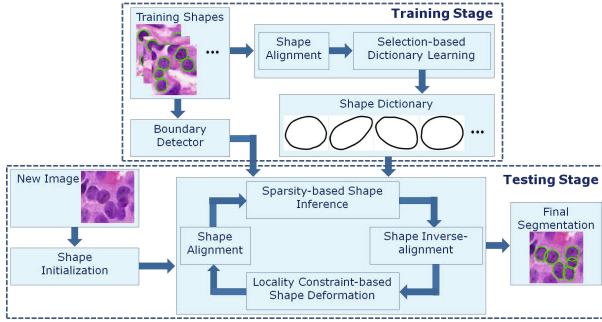 Training Shapes
...
Training Stage
Shape
Alignment
Selection-based
Dictionary Learning
Boundary
Detector
Shape Dictionary
...
New Image
Testing Stage
Sparsity-based Shape
Inference
Shape
Alignment
Shape Inverse-
alignment
Locality Constraint-based
Shape Deformation
Shape
Initialization
Final
Segmentation